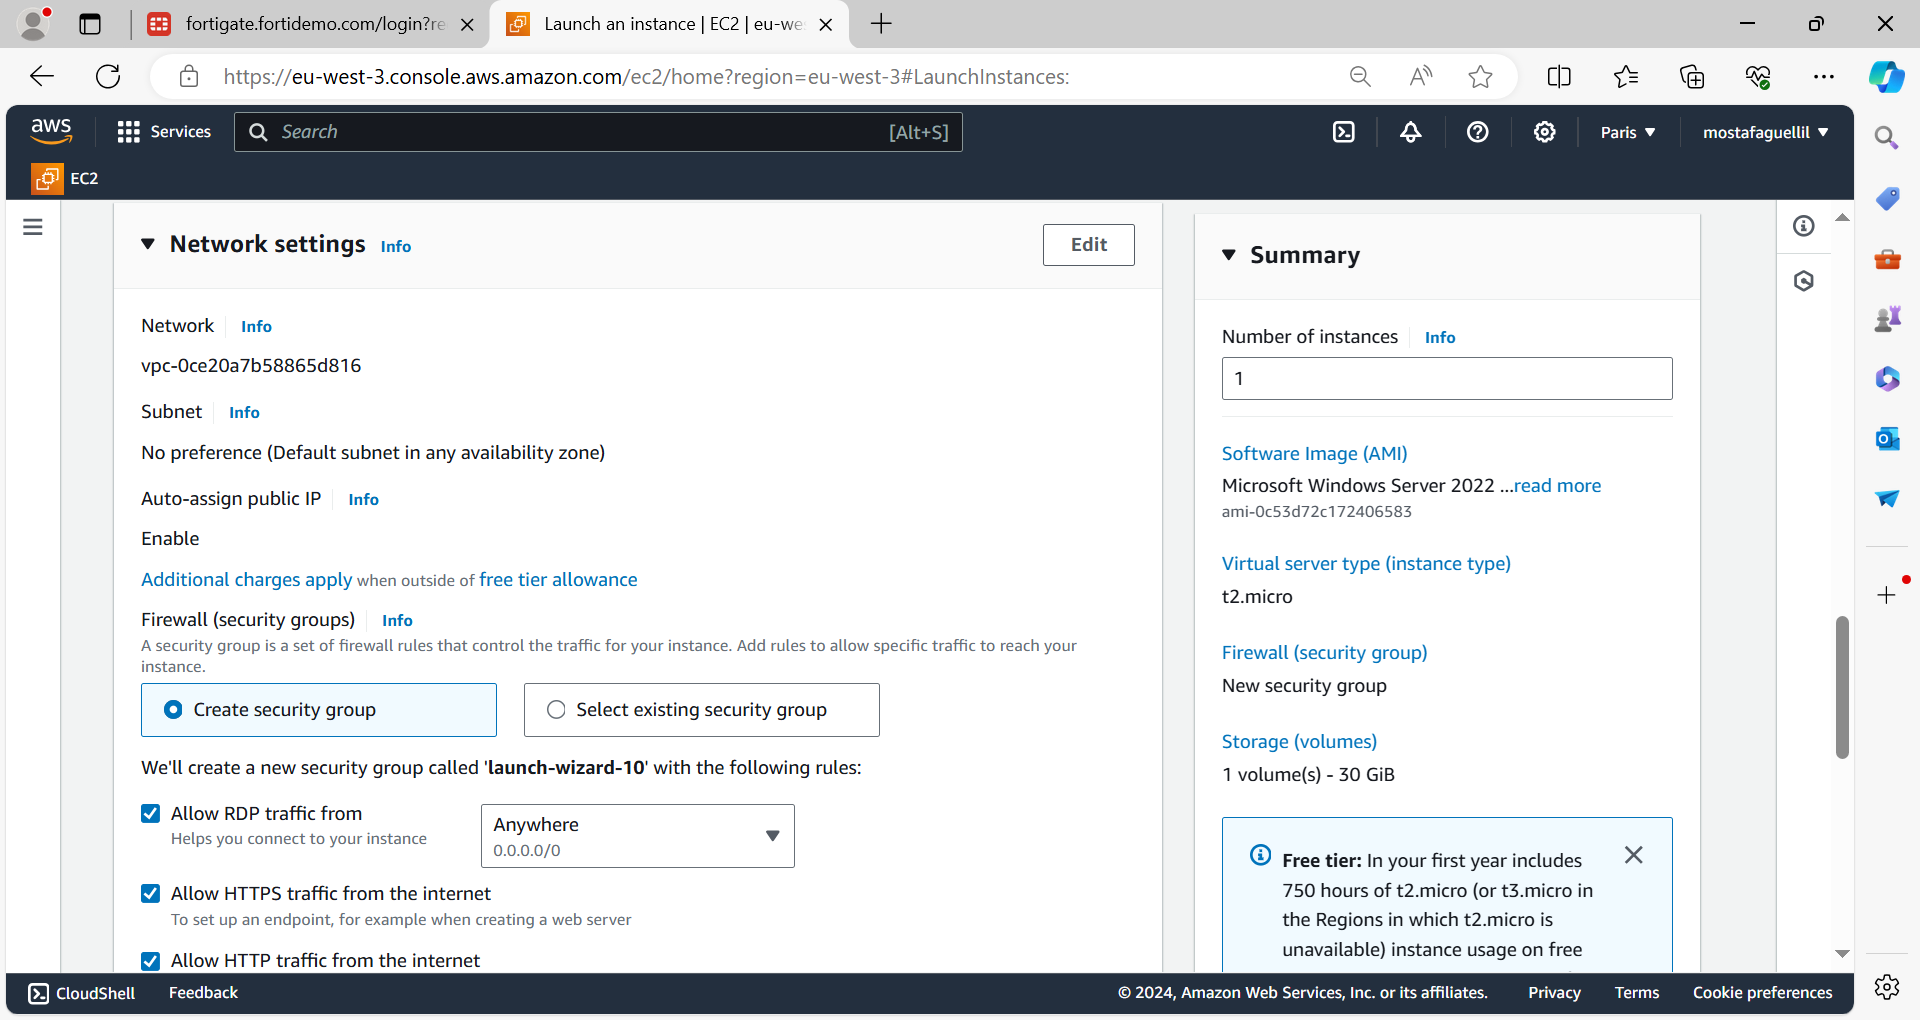 fortigate.fortidemo.com/login?re
Launch an instance | EC2 | eu-we
https://eu-west-3.console.aws.amazon.com/ec2/home?region=eu-west-3#LaunchInstances:
aws
Services
Search
[Alt+S]
Paris
mostafaguellil
EC2
Network settings Info
Edit
Network Info
vpc-0ce20a7b58865d816
Subnet Info
No preference (Default subnet in any availability zone)
Auto-assign public IP Info
Enable
Additional charges apply when outside of free tier allowance
Firewall (security groups) Info
A security group is a set of firewall rules that control the traffic for your instance. Add rules to allow specific traffic to reach your
instance.
Create security group
Select existing security group
We'll create a new security group called 'launch-wizard-10' with the following rules:
Allow RDP traffic from
Helps you connect to your instance
Anywhere
0.0.0.0/0
Allow HTTPS traffic from the internet
To set up an endpoint, for example when creating a web server
Allow HTTP traffic from the internet
Summary
Number of instances Info
1
Software Image (AMI)
Microsoft Windows Server 2022 ...read more
ami-0c53d72c172406583
Virtual server type (instance type)
t2.micro
Firewall (security group)
New security group
Storage (volumes)
1 volume(s) - 30 GiB
Free tier: In your first year includes
750 hours of t2.micro (or t3.micro in
the Regions in which t2.micro is
unavailable) instance usage on free
CloudShell
Feedback
© 2024, Amazon Web Services, Inc. or its affiliates.
Privacy
Terms
Cookie preferences